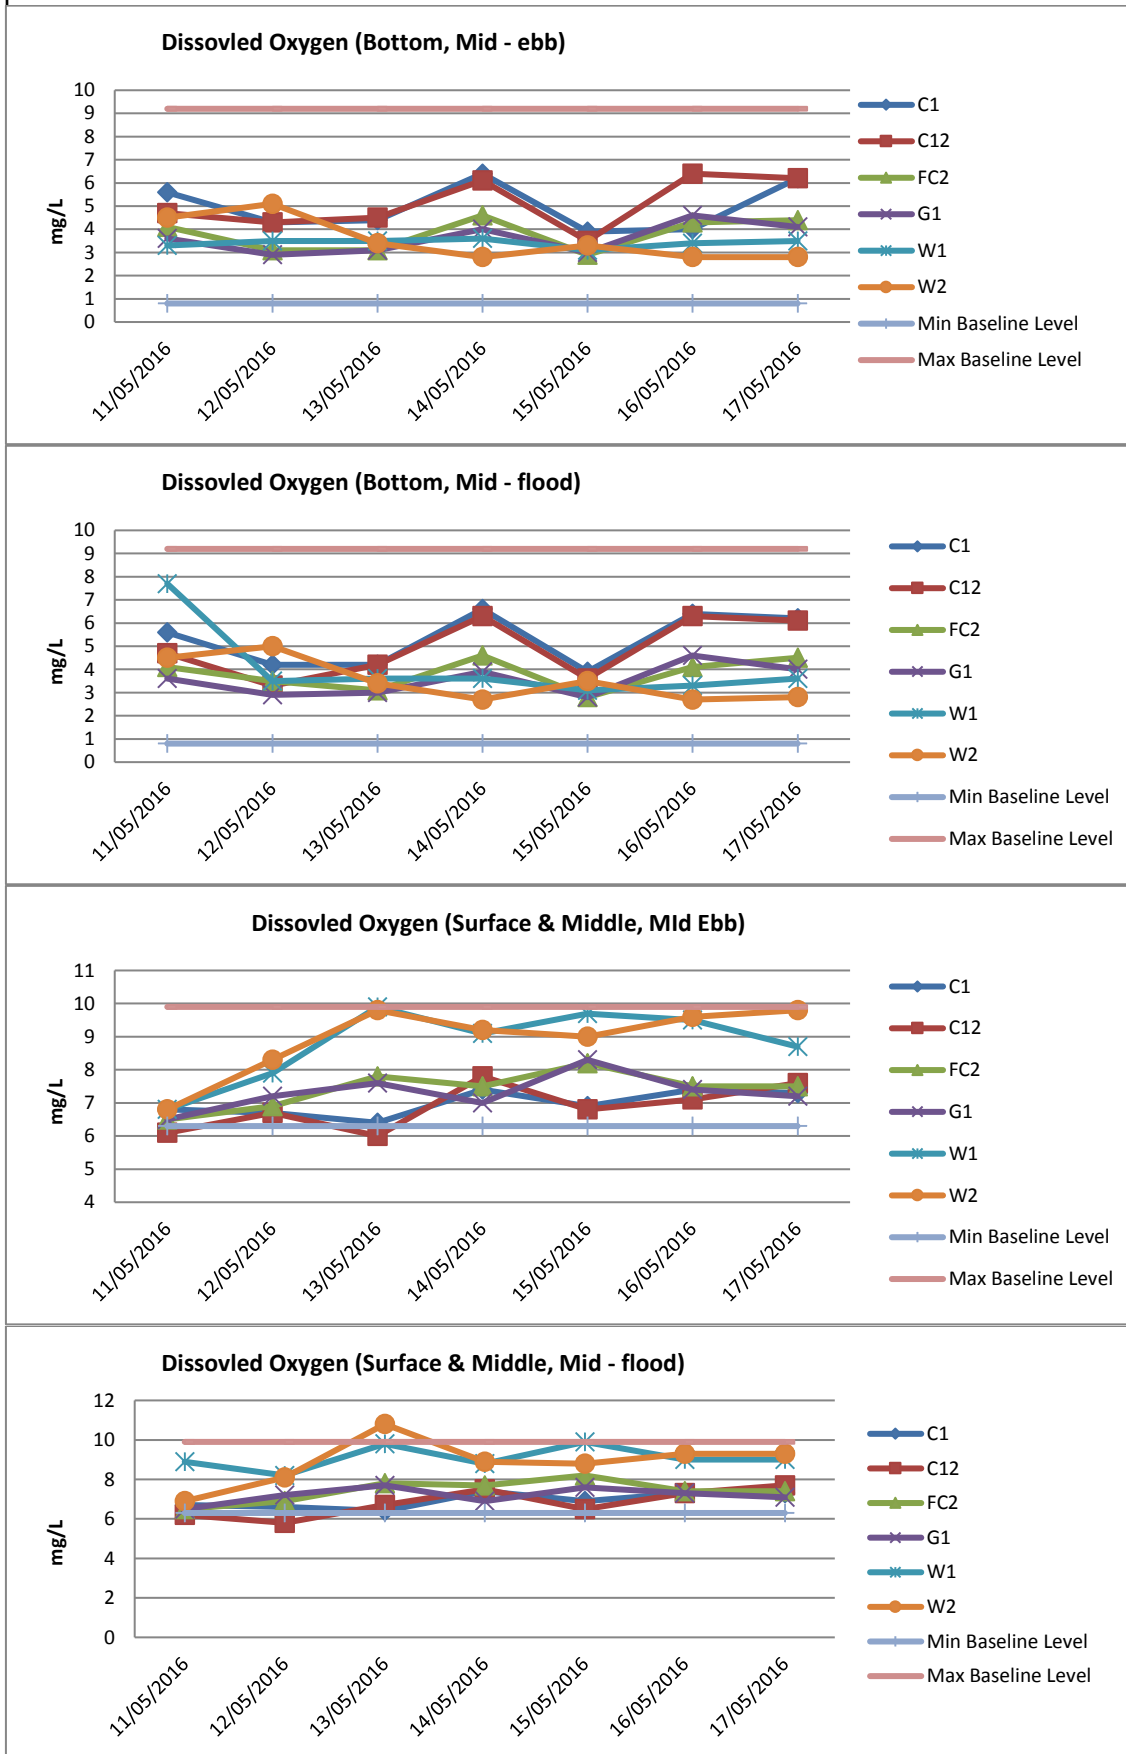 Dissovled Oxygen (Bottom, Mid - ebb)
mg/L
10
9
8
7
6
5
4
3
2
1
0
11/05/2016
12/05/2016
13/05/2016
14/05/2016
15/05/2016
16/05/2016
17/05/2016
C1
C12
FC2
G1
W1
W2
Min Baseline Level
Max Baseline Level
Dissovled Oxygen (Bottom, Mid - flood)
mg/L
10
9
8
7
6
5
4
3
2
1
0
11/05/2016
12/05/2016
13/05/2016
14/05/2016
15/05/2016
16/05/2016
17/05/2016
C1
C12
FC2
G1
W1
W2
Min Baseline Level
Max Baseline Level
Dissovled Oxygen (Surface & Middle, MId Ebb)
mg/L
11
10
9
8
7
6
5
4
11/05/2016
12/05/2016
13/05/2016
14/05/2016
15/05/2016
16/05/2016
17/05/2016
C1
C12
FC2
G1
W1
W2
Min Baseline Level
Max Baseline Level
Dissovled Oxygen (Surface & Middle, Mid - flood)
mg/L
12
10
8
6
4
2
0
11/05/2016
12/05/2016
13/05/2016
14/05/2016
15/05/2016
16/05/2016
17/05/2016
C1
C12
FC2
G1
W1
W2
Min Baseline Level
Max Baseline Level